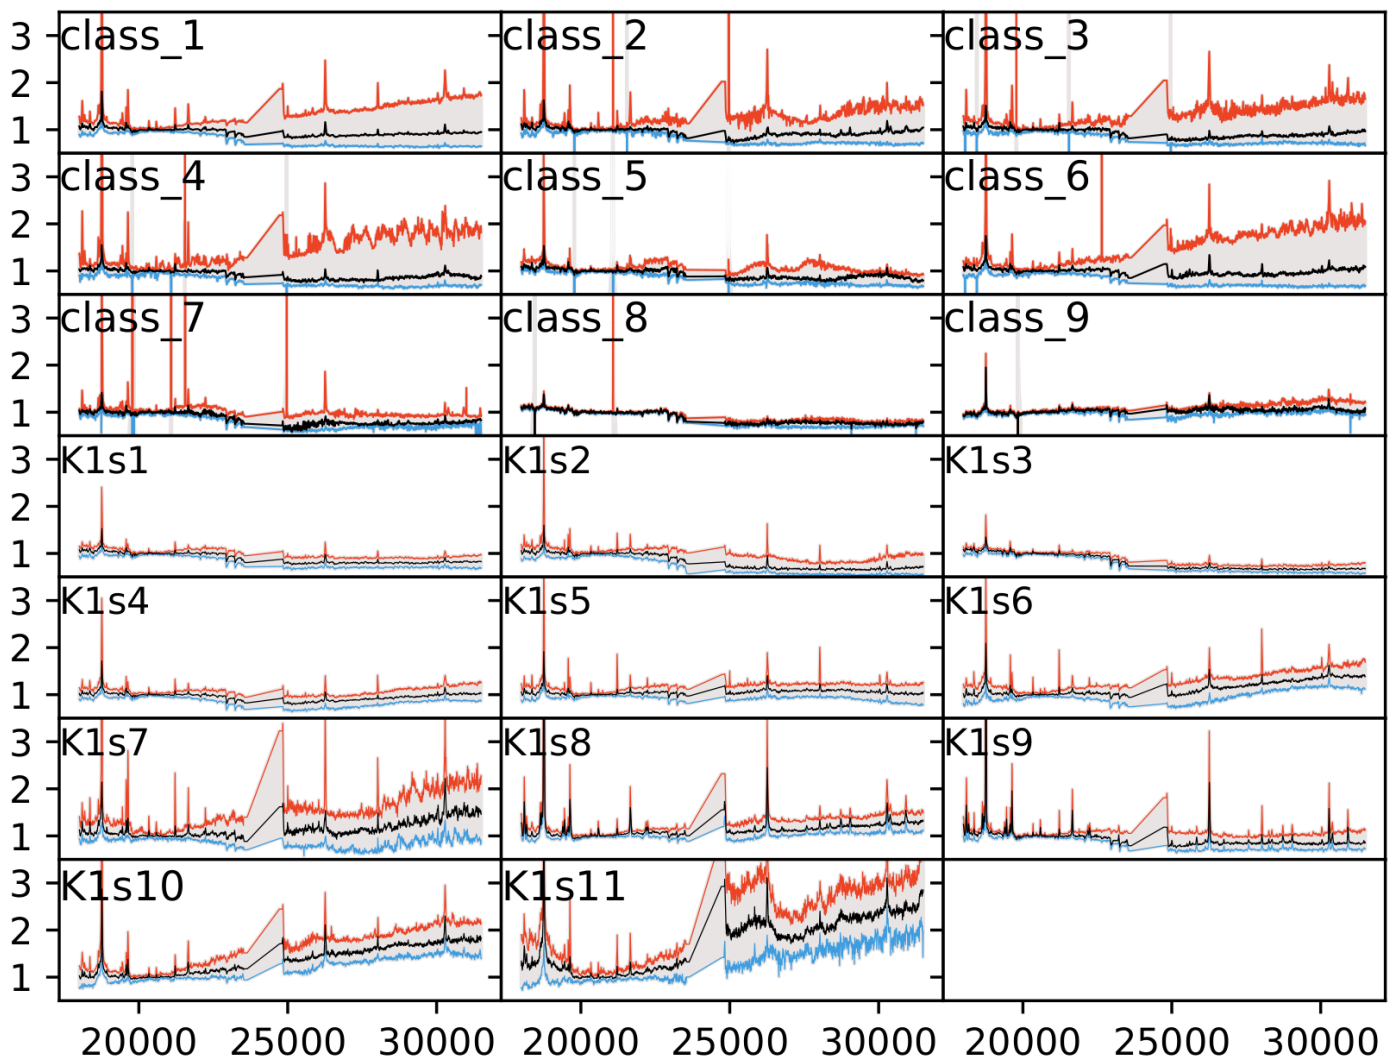 3 class_1 class_2 class_3
2
1
3 class_4 class_5 class_6
2
1
3 class_7 class_8 class_9
2
1
3 K1s1 K1s2 K1s3
2
1
3 K1s4 K1s5 K1s6
2
1
3 K1s7 K1s8 K1s9
2
1
3 K1s10 K1s11
2
1
20000 25000 30000 20000 25000 30000 20000 25000 30000